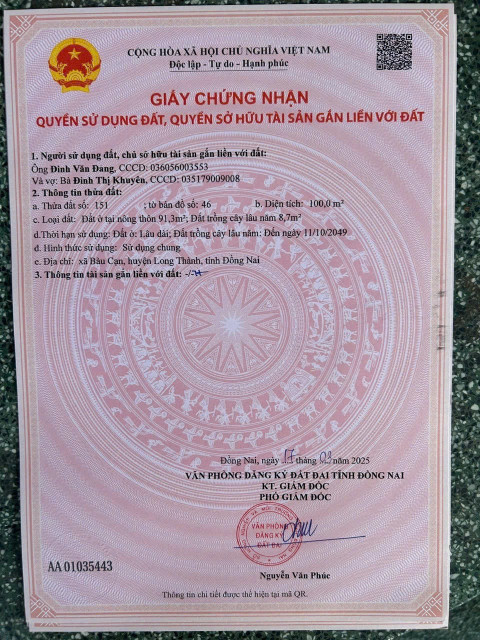 CỘNG HÒA XÃ HỘI CHỦ NGHĨA VIỆT NAM
Độc lập - Tự do - Hạnh phúc
GIẤY CHỨNG NHẬN
QUYỀN SỬ DỤNG ĐẤT, QUYỀN SỞ HỮU TÀI SẢN GẮN LIỀN VỚI ĐẤT
1. Người sử dụng đất, chủ sở hữu tài sản gắn liền với đất:
Ông Đinh Văn Đang, CCCD: 036056003553
Và vợ: Bà Đinh Thị Khuyên, CCCD: 035179009008
2. Thông tin thửa đất:
a. Thửa đất số: 151 ; tờ bản đồ số: 46 b. Diện tích: 100,0 m²
c. Loại đất: Đất ở tại nông thôn 91,3m²; Đất trồng cây lâu năm 8,7m²
d.Thời hạn sử dụng: Đất ở: Lâu dài; Đất trồng cây lâu năm: Đến ngày 11/10/2049
đ. Hình thức sử dụng: Sử dụng chung
e. Địa chỉ: xã Bàu Cạn, huyện Long Thành, tỉnh Đồng Nai
3. Thông tin tài sản gắn liền với đất: -/-
Đồng Nai, ngày 17 tháng 02 năm 2025
VĂN PHÒNG ĐĂNG KÝ ĐẤT ĐAI TỈNH ĐỒNG NAI
KT. GIÁM ĐỐC
PHÓ GIÁM ĐỐC
VĂN PHÒNG
ĐĂNG KÝ
ĐẤT ĐAI
Nguyễn Văn Phúc
AA 01035443
Thông tin chi tiết được thể hiện tại mã QR.